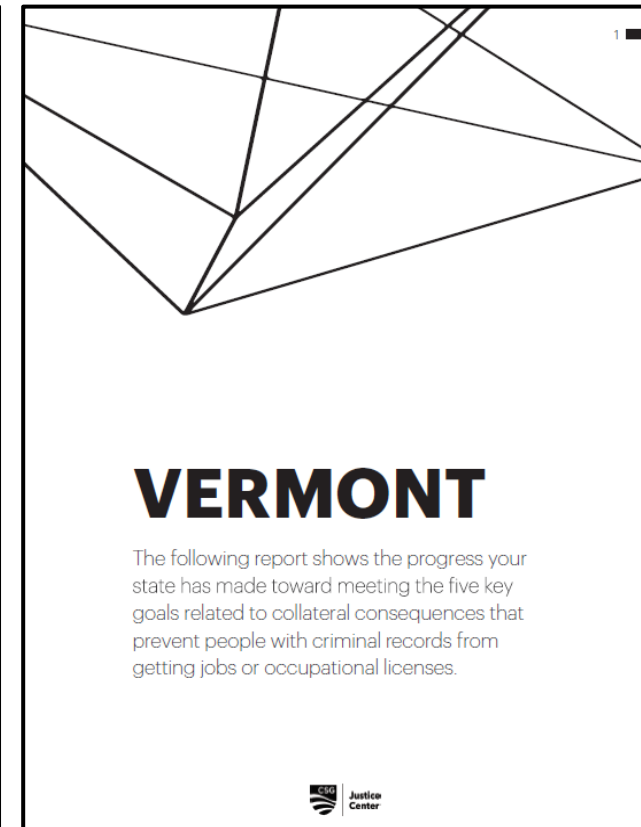 1
VERMONT
The following report shows the progress your
state has made toward meeting the five key
goals related to collateral consequences that
prevent people with criminal records from
getting jobs or occupational licenses.
CSG
Justice
Center